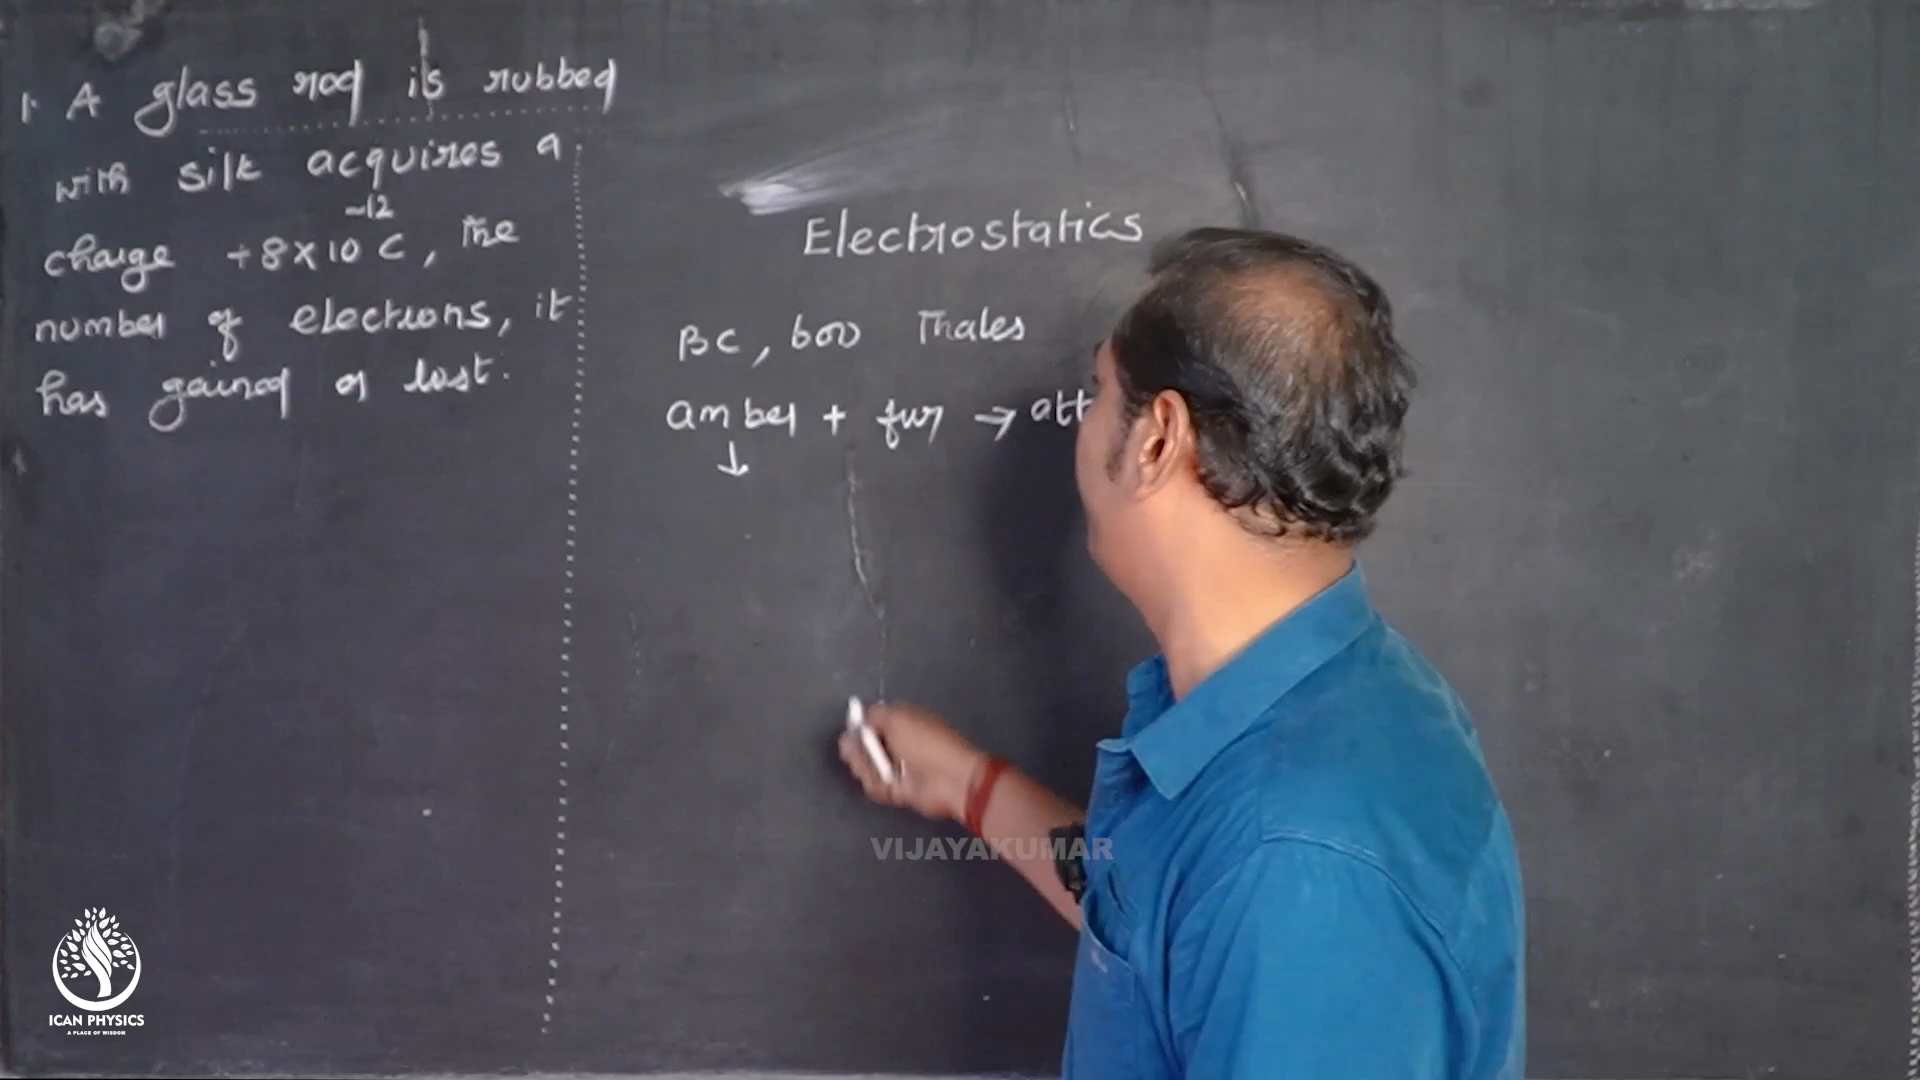 1. A glass rod is rubbed
with silk acquires a
charge +8×10⁻¹² C, the
number of electrons, it
has gained or lost.
Electrostatics
BC, 600 Thales
amber + fur → att
↓
VIJAYAKUMAR
ICAN PHYSICS
A PLACE OF WISDOM